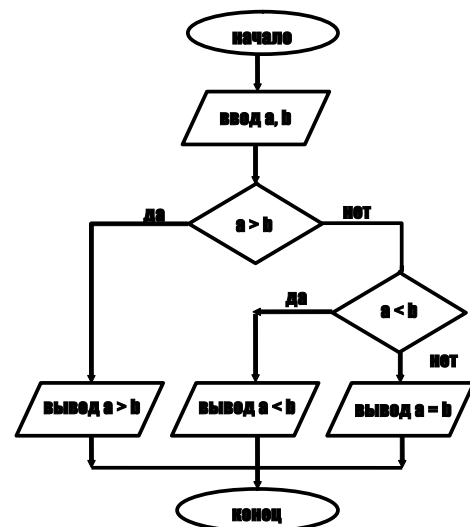 начало
ввод a, b
да
нет
a > b
да
a < b
нет
вывод a > b
вывод a < b
вывод a = b
конец